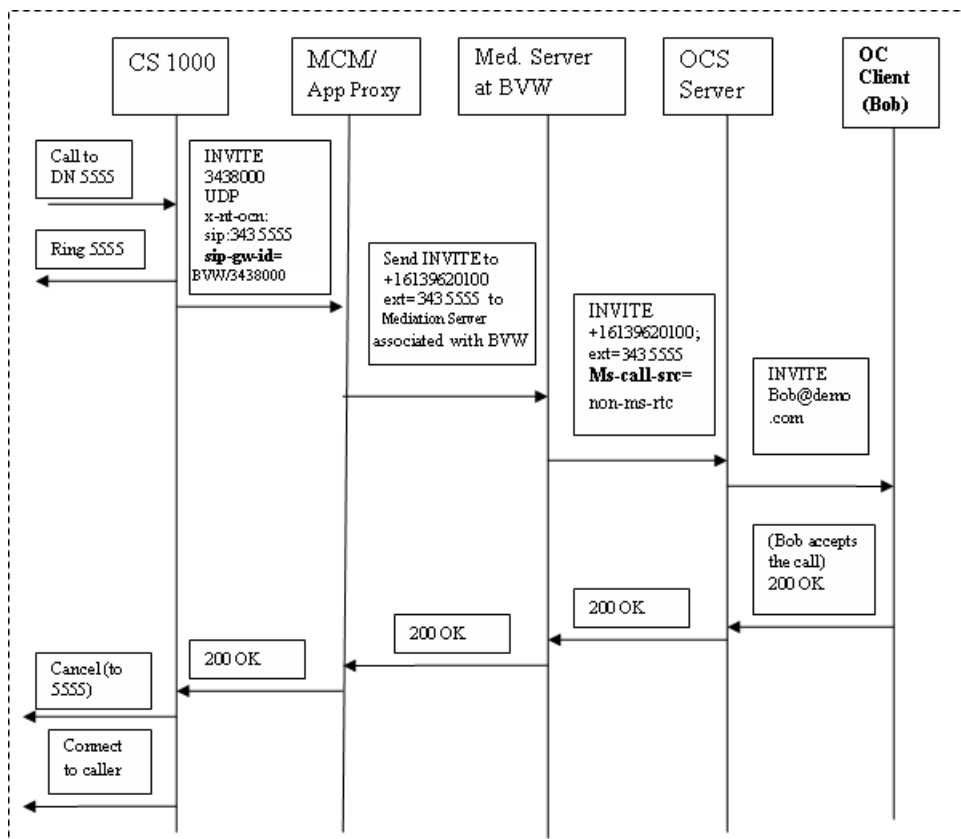 CS 1000
MCM/
App Proxy
Med. Server
at BVW
OCS
Server
OC
Client
(Bob)
Call to
DN 5555
INVITE
3438000
UDP
x-nt-ocn:
sip:343 5555
sip-gw-id=
BVW/3438000
Ring 5555
Send INVITE to
+16139620100
ext=343 5555 to
Mediation Server
associated with BVW
INVITE
+16139620100;
ext=343 5555
Ms-call-src=
non-ms-rtc
INVITE
Bob@demo
.com
(Bob accepts
the call)
200 OK
200 OK
200 OK
200 OK
Cancel (to
5555)
Connect
to caller